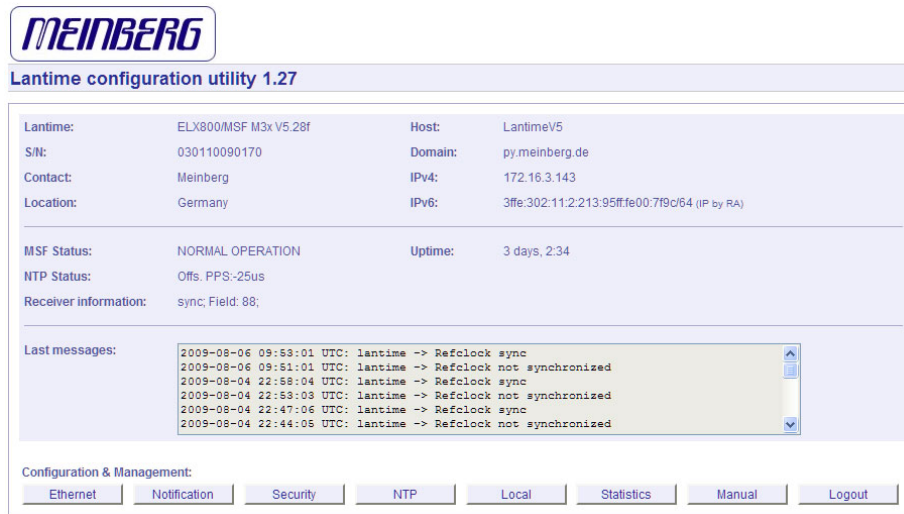 MEINBERG
Lantime configuration utility 1.27
Lantime: ELX800/MSF M3x V5.28f Host: LantimeV5
S/N: 030110090170 Domain: py.meinberg.de
Contact: Meinberg IPv4: 172.16.3.143
Location: Germany IPv6: 3ffe:302:11:2:213:95ff:fe00:7f9c/64 (IP by RA)
MSF Status: NORMAL OPERATION Uptime: 3 days, 2:34
NTP Status: Offs. PPS:-25us
Receiver information: sync; Field: 88;
Last messages:
2009-08-06 09:53:01 UTC: lantime -> Refclock sync
2009-08-06 09:51:01 UTC: lantime -> Refclock not synchronized
2009-08-04 22:58:04 UTC: lantime -> Refclock sync
2009-08-04 22:53:03 UTC: lantime -> Refclock not synchronized
2009-08-04 22:47:06 UTC: lantime -> Refclock sync
2009-08-04 22:44:05 UTC: lantime -> Refclock not synchronized
Configuration & Management:
Ethernet Notification Security NTP Local Statistics Manual Logout